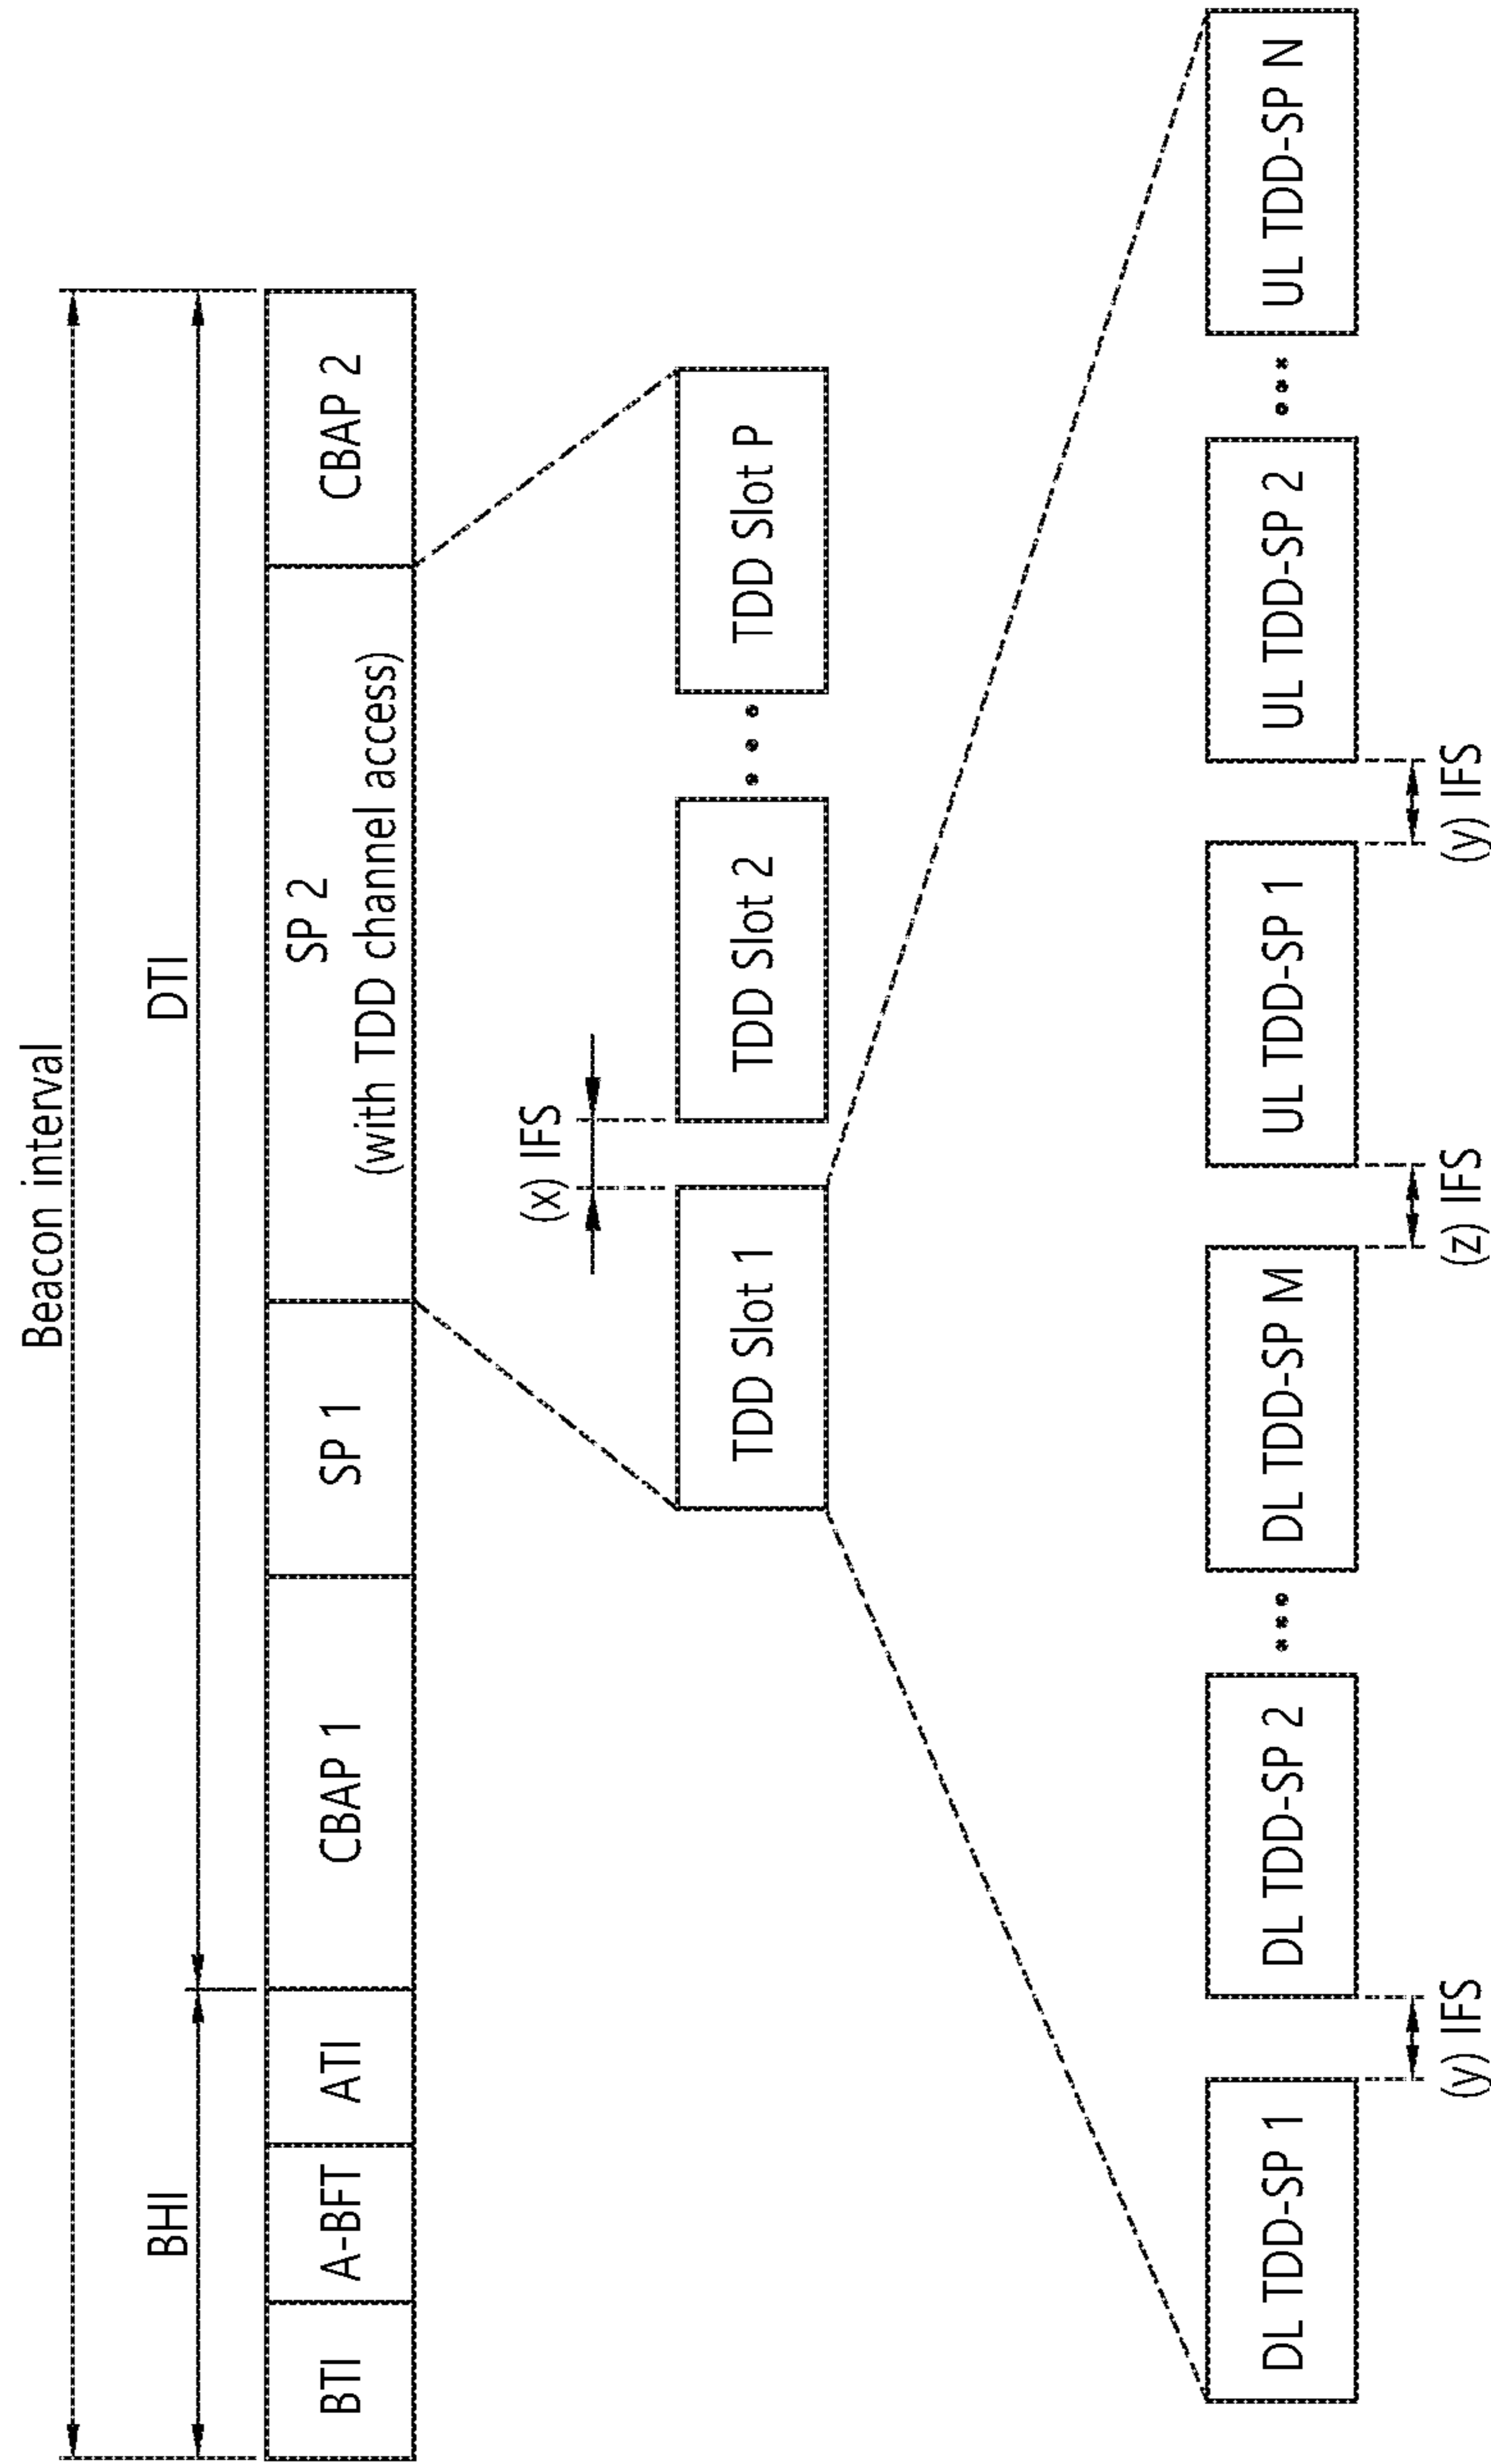 Beacon interval
BHI
DTI
BTI
A-BFT
ATI
CBAP 1
SP 1
SP 2
(with TDD channel access)
CBAP 2
(x) IFS
TDD Slot 1
TDD Slot 2
TDD Slot P
DL TDD-SP 1
DL TDD-SP 2
DL TDD-SP M
UL TDD-SP 1
UL TDD-SP 2
UL TDD-SP N
(y) IFS
(z) IFS
(y) IFS